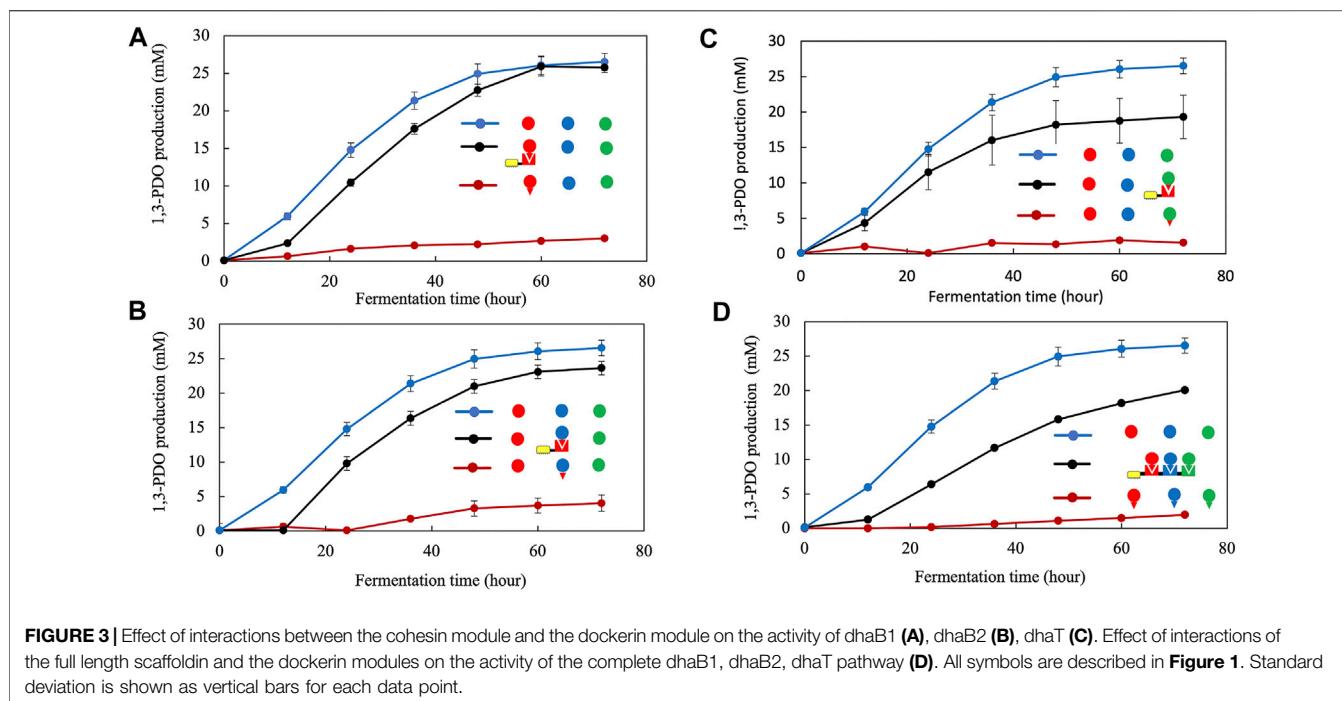 A
1,3-PDO production (mM)
30
25
20
15
10
5
0
0 20 40 60 80
Fermentation time (hour)
B
1,3-PDO production (mM)
30
25
20
15
10
5
0
0 20 40 60 80
Fermentation time (hour)
C
!,3-PDO production (mM)
30
25
20
15
10
5
0
0 20 40 60 80
Fermentation time (hour)
D
1,3-PDO production (mM)
30
25
20
15
10
5
0
0 20 40 60 80
Fermentation time (hour)
FIGURE 3 | Effect of interactions between the cohesin module and the dockerin module on the activity of dhaB1 (A), dhaB2 (B), dhaT (C). Effect of interactions of
the full length scaffoldin and the dockerin modules on the activity of the complete dhaB1, dhaB2, dhaT pathway (D). All symbols are described in Figure 1. Standard
deviation is shown as vertical bars for each data point.